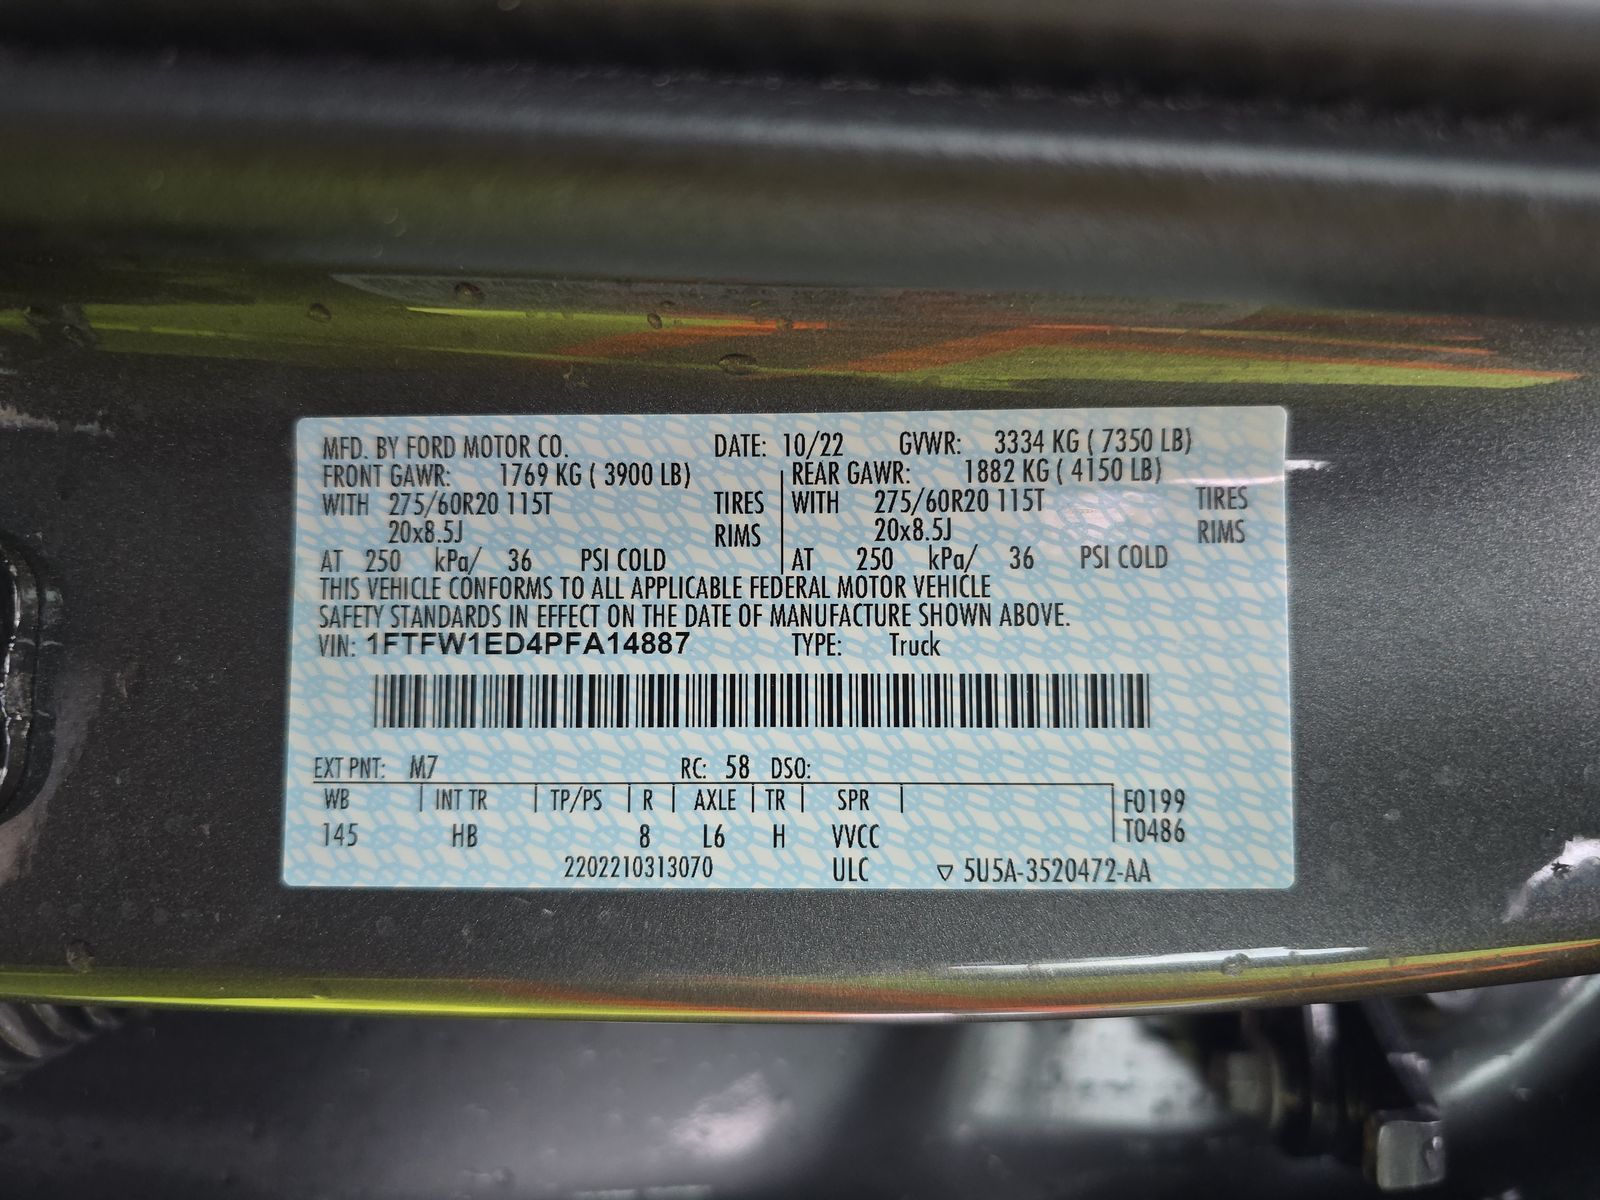 MFD. BY FORD MOTOR CO. DATE: 10/22 GVWR: 3334 KG ( 7350 LB)
FRONT GAWR: 1769 KG ( 3900 LB) REAR GAWR: 1882 KG ( 4150 LB)
WITH 275/60R20 115T TIRES WITH 275/60R20 115T TIRES
20x8.5J RIMS 20x8.5J RIMS
AT 250 kPa/ 36 PSI COLD AT 250 kPa/ 36 PSI COLD
THIS VEHICLE CONFORMS TO ALL APPLICABLE FEDERAL MOTOR VEHICLE
SAFETY STANDARDS IN EFFECT ON THE DATE OF MANUFACTURE SHOWN ABOVE.
VIN: 1FTFW1ED4PFA14887 TYPE: Truck
EXT PNT: M7 RC: 58 DSO:
WB | INT TR | TP/PS | R | AXLE | TR | SPR | F0199
145 HB 8 L6 H VVCC T0486
2202210313070 ULC ▽ 5U5A-3520472-AA